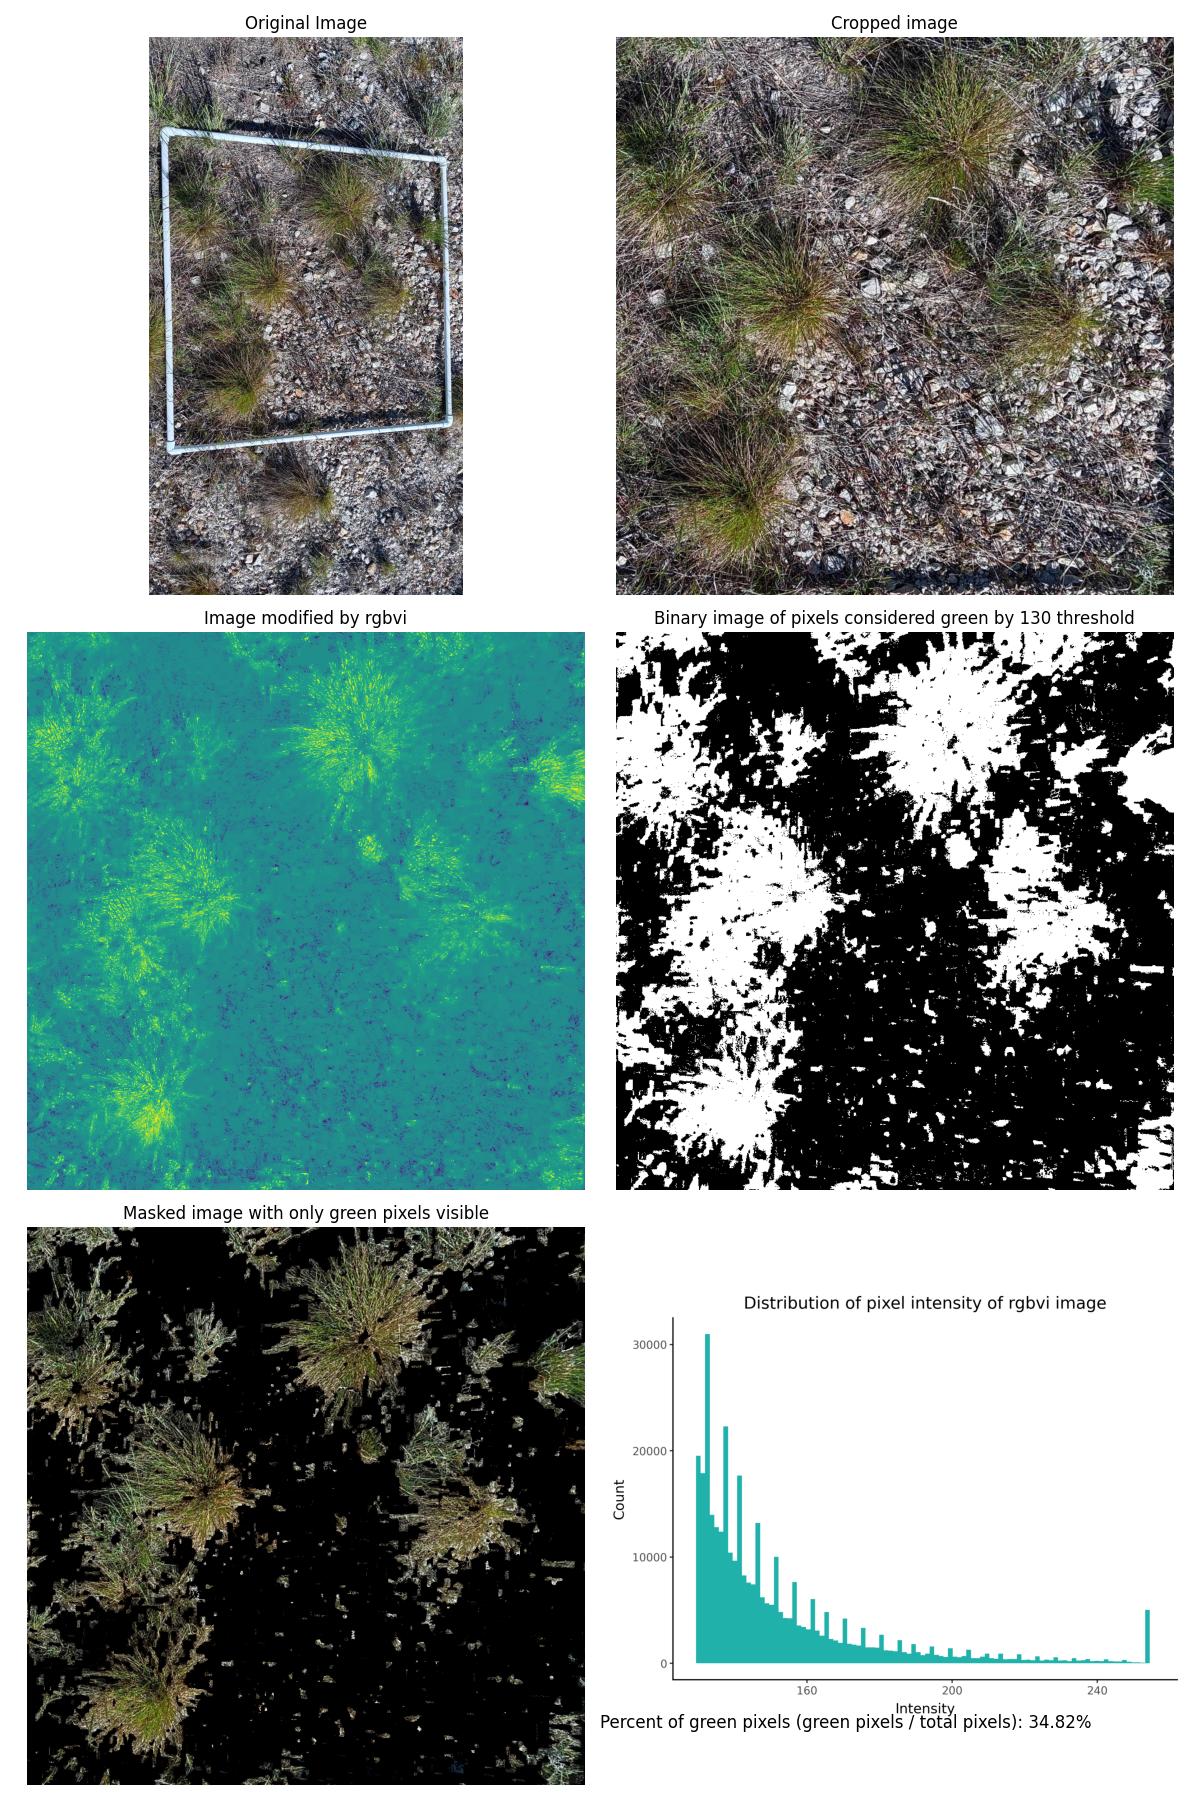 Original Image
Cropped image
Image modified by rgbvi
Binary image of pixels considered green by 130 threshold
Masked image with only green pixels visible
Distribution of pixel intensity of rgbvi image
30000
20000
10000
0
Count
160
200
240
Intensity
Percent of green pixels (green pixels / total pixels): 34.82%